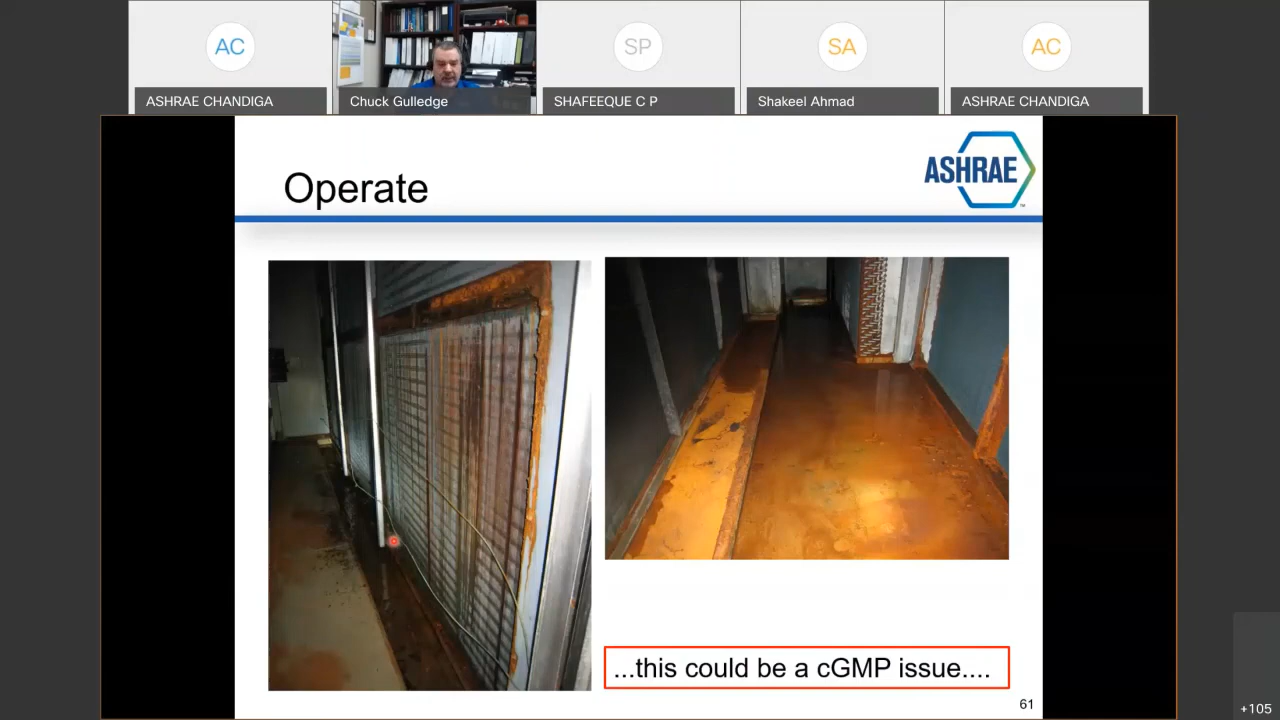 AC
SP
SA
AC
ASHRAE CHANDIGA
Chuck Gulledge
SHAFEEQUE C P
Shakeel Ahmad
ASHRAE CHANDIGA
ASHRAE
TM
Operate
...this could be a cGMP issue....
61
+105